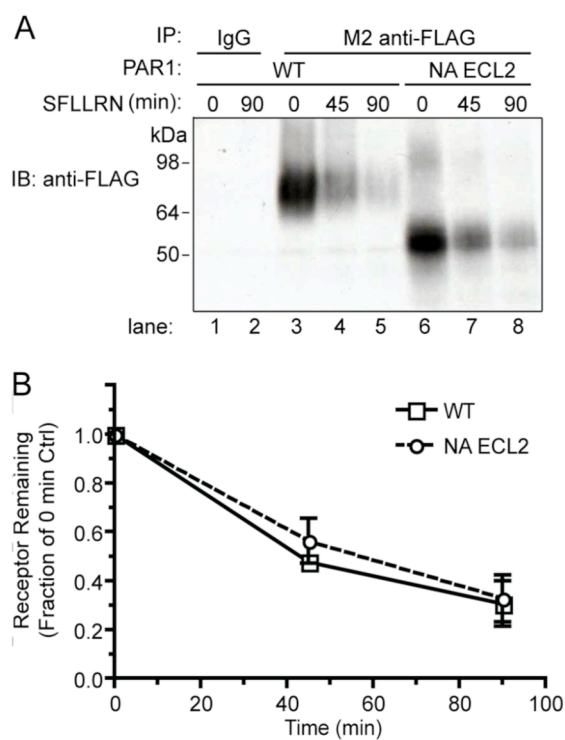 A
IP: IgG M2 anti-FLAG
PAR1: WT NA ECL2
SFLLRN (min): 0 90 0 45 90 0 45 90
kDa
98
IB: anti-FLAG
64
50
lane: 1 2 3 4 5 6 7 8
B
WT
NA ECL2
Receptor Remaining
(Fraction of 0 min Ctrl)
1.0
0.8
0.6
0.4
0.2
0.0
0 20 40 60 80 100
Time (min)